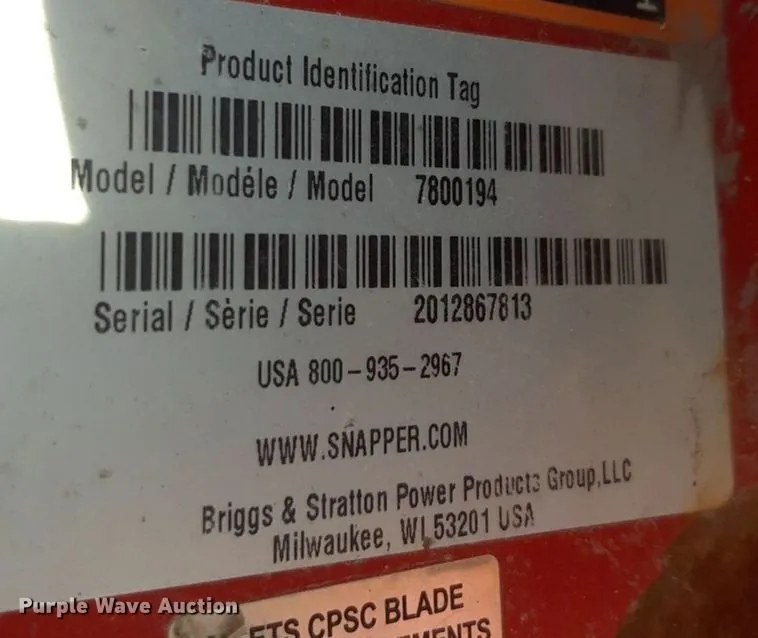 Product Identification Tag
Model / Modéle / Model 7800194
Serial / Sèrie / Serie 2012867813
USA 800-935-2967
WWW.SNAPPER.COM
Briggs & Stratton Power Products Group,LLC
Milwaukee, WI 53201 USA
CPSC BLADE
Purple Wave Auction